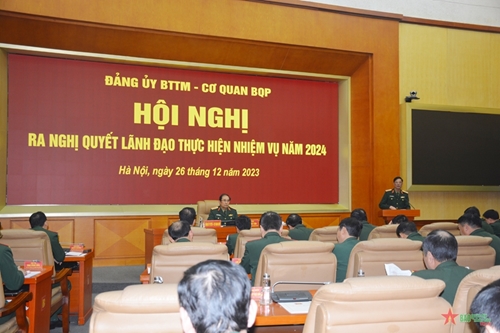 ĐẢNG ỦY BTTM - CƠ QUAN BQP
HỘI NGHỊ
RA NGHỊ QUYẾT LÃNH ĐẠO THỰC HIỆN NHIỆM VỤ NĂM 2024
Hà Nội, ngày 26 tháng 12 năm 2023